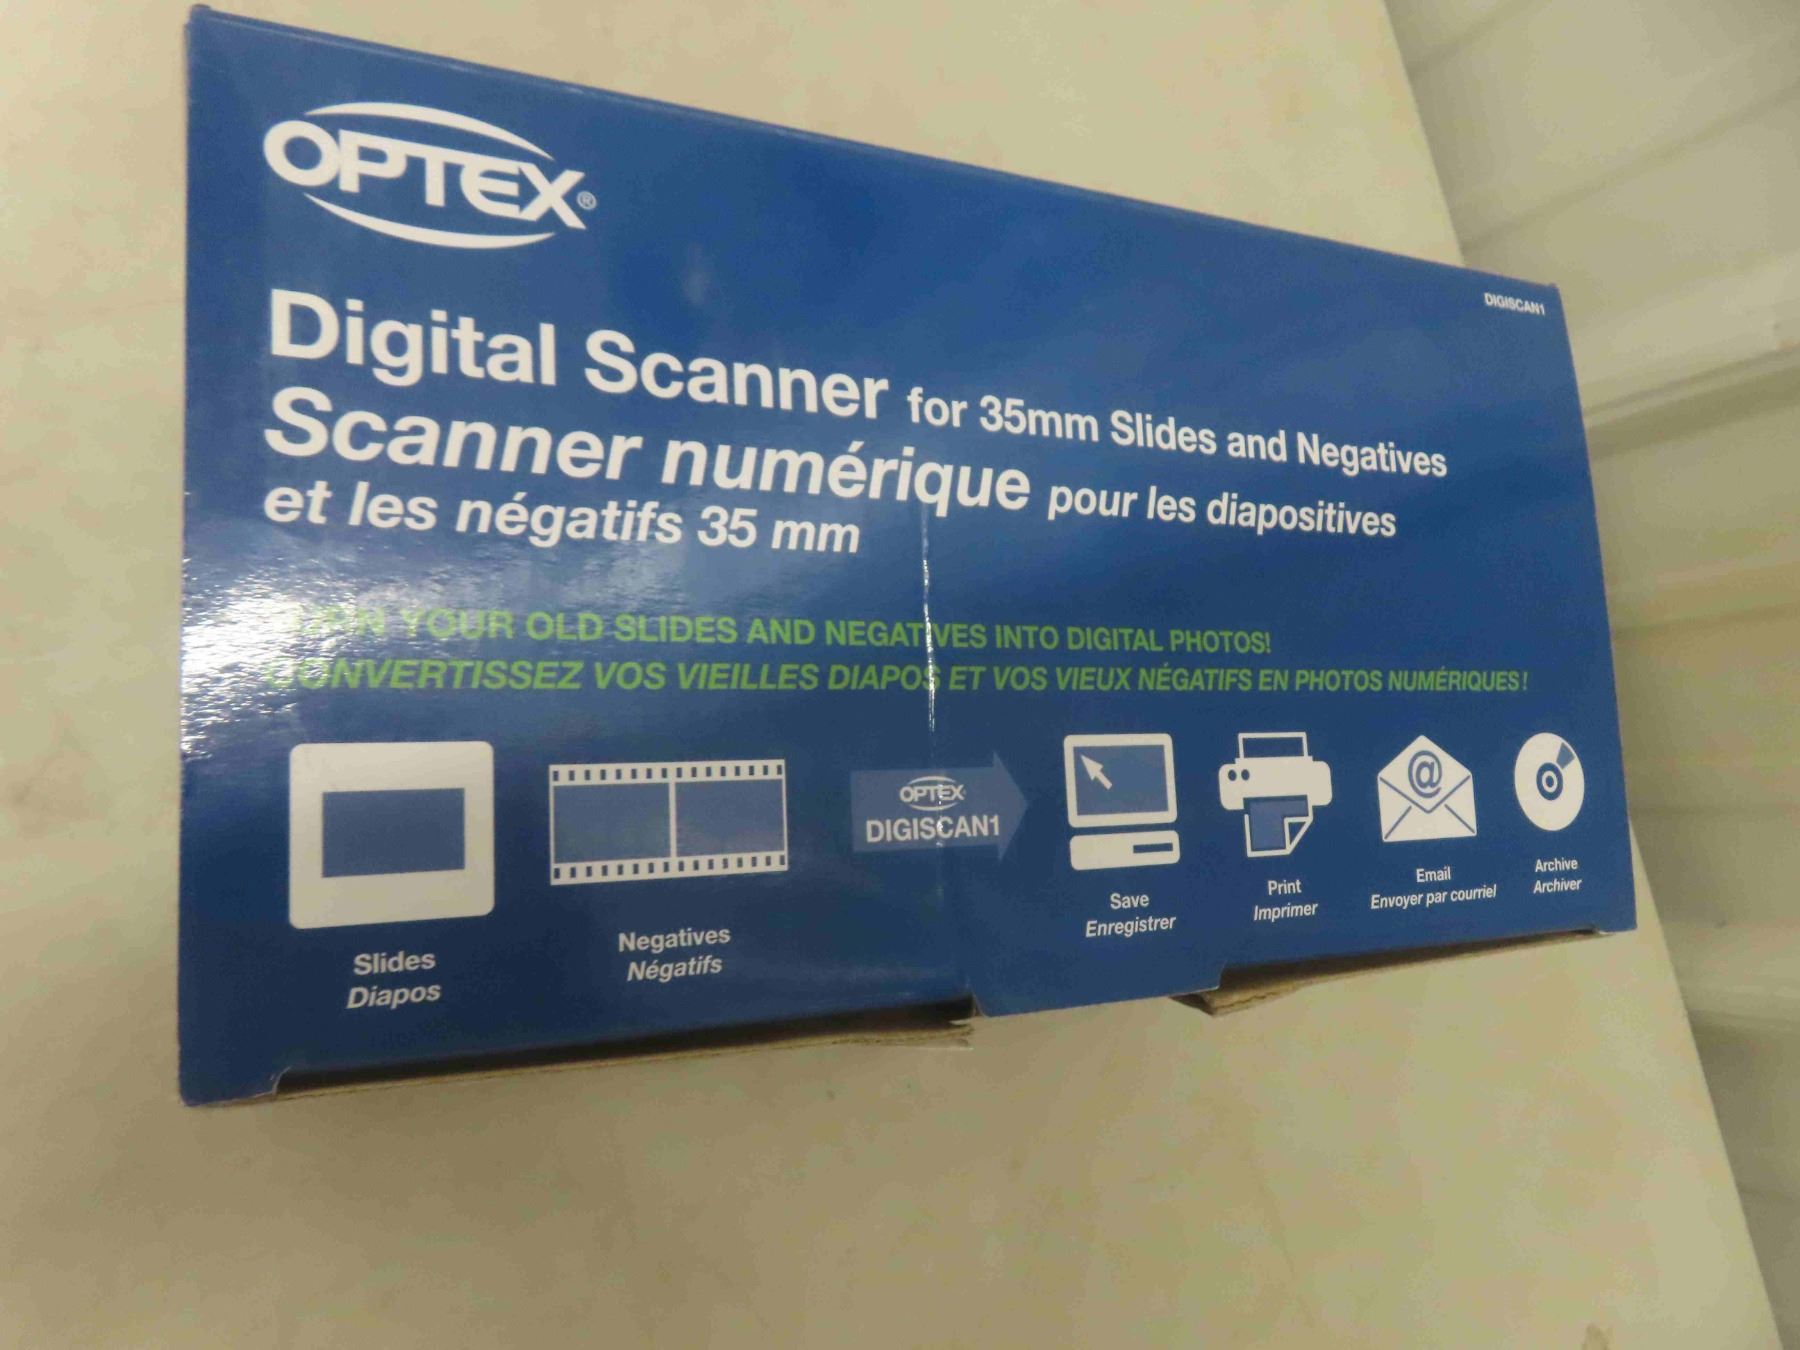 OPTEX®
DIGISCAN1
Digital Scanner for 35mm Slides and Negatives
Scanner numérique pour les diapositives
et les négatifs 35 mm
TURN YOUR OLD SLIDES AND NEGATIVES INTO DIGITAL PHOTOS!
CONVERTISSEZ VOS VIEILLES DIAPOS ET VOS VIEUX NÉGATIFS EN PHOTOS NUMÉRIQUES !
Slides
Diapos
Negatives
Négatifs
OPTEX
DIGISCAN1
Save
Enregistrer
Print
Imprimer
@
Email
Envoyer par courriel
Archive
Archiver